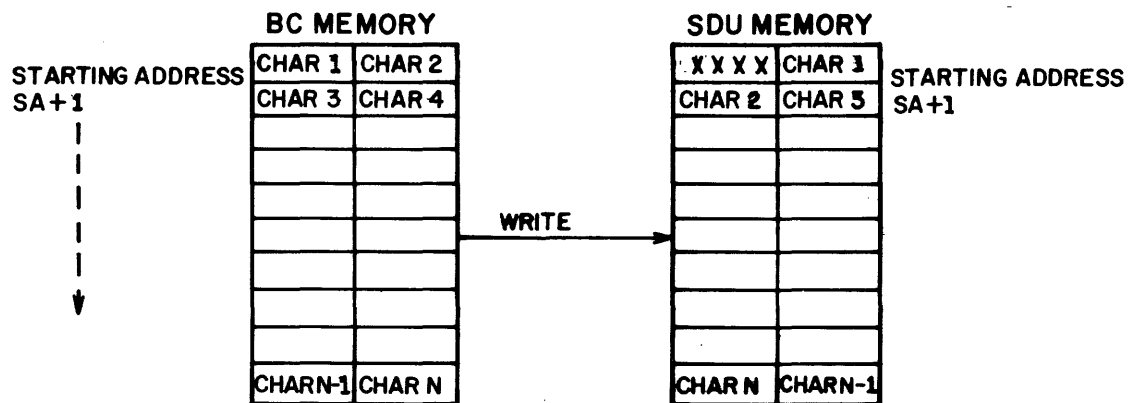 BC MEMORY
SDU MEMORY
STARTING ADDRESS
SA+1
CHAR 1 CHAR 2
CHAR 3 CHAR 4
CHARN-1 CHAR N
WRITE
X X X X CHAR 1
CHAR 2 CHAR 3
CHAR N CHARN-1
STARTING ADDRESS
SA+1